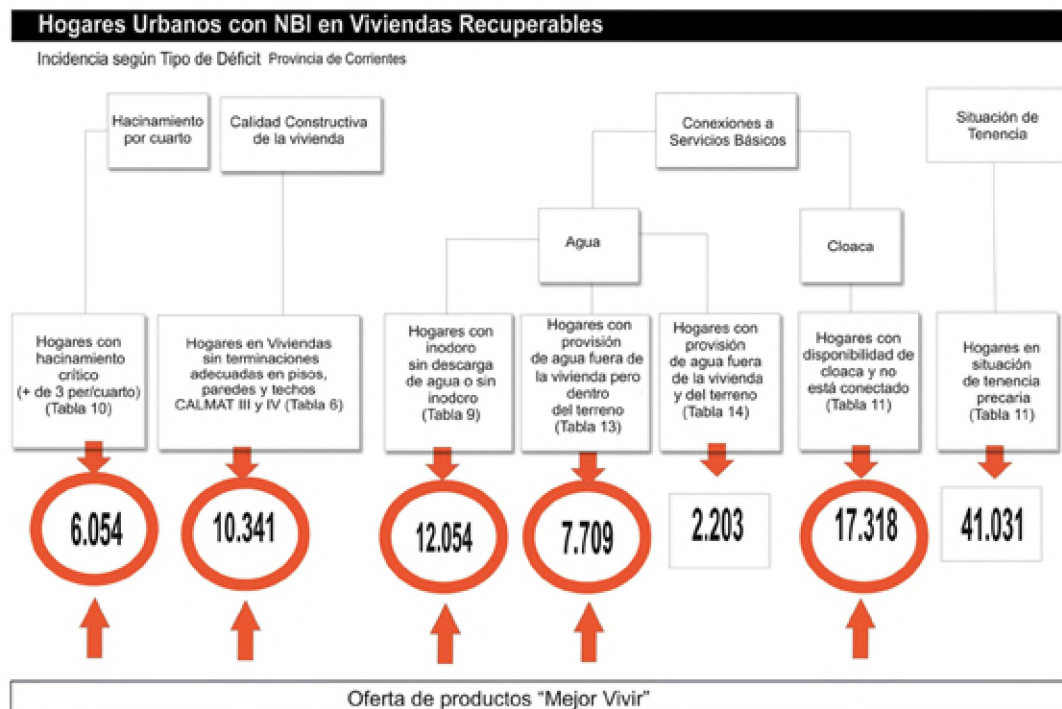 Hogares Urbanos con NBI en Viviendas Recuperables
Incidencia según Tipo de Déficit Provincia de Corrientes
Hacinamiento
por cuarto
Calidad Constructiva
de la vivienda
Conexiones a
Servicios Básicos
Situación de
Tenencia
Agua
Cloaca
Hogares con
hacinamiento
crítico
(+ de 3 per/cuarto)
(Tabla 10)
Hogares en Viviendas
sin terminaciones
adecuadas en pisos,
paredes y techos
CALMAT III y IV (Tabla 6)
Hogares con
inodoro
sin descarga
de agua o sin
inodoro
(Tabla 9)
Hogares con
provisión
de agua fuera de
la vivienda pero
dentro
del terreno
(Tabla 13)
Hogares con
provisión
de agua fuera
de la vivienda
y del terreno
(Tabla 14)
Hogares con
disponibilidad de
cloaca y no
está conectado
(Tabla 11)
Hogares en
situación
de tenencia
precaria
(Tabla 11)
6.054
10.341
12.054
7.709
2.203
17.318
41.031
Oferta de productos “Mejor Vivir”